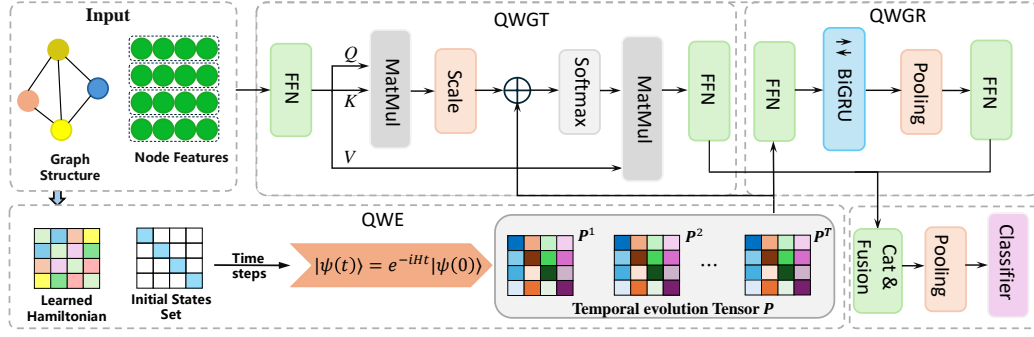 Input
Graph
Structure
Node Features
QWGT
FFN
Q
K
V
MatMul
Scale
Softmax
MatMul
FFN
QWGR
FFN
BiGRU
Pooling
FFN
QWE
Learned
Hamiltonian
Initial States
Set
Time
steps
|ψ(t)⟩ = e^{-iHt}|ψ(0)⟩
P^1
P^2
...
P^T
Temporal evolution Tensor P
Cat &
Fusion
Pooling
Classifier